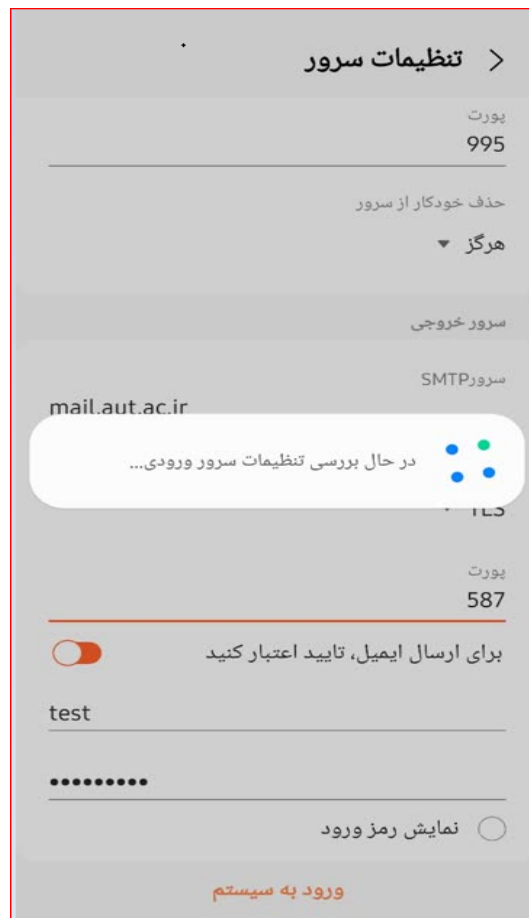 تنظیمات سرور
پورت
995
حذف خودکار از سرور
هرگز
سرور خروجی
سرورSMTP
mail.aut.ac.ir
در حال بررسی تنظیمات سرور ورودی...
TLS
پورت
587
برای ارسال ایمیل، تایید اعتبار کنید
test
•••••••••
نمایش رمز ورود
ورود به سیستم